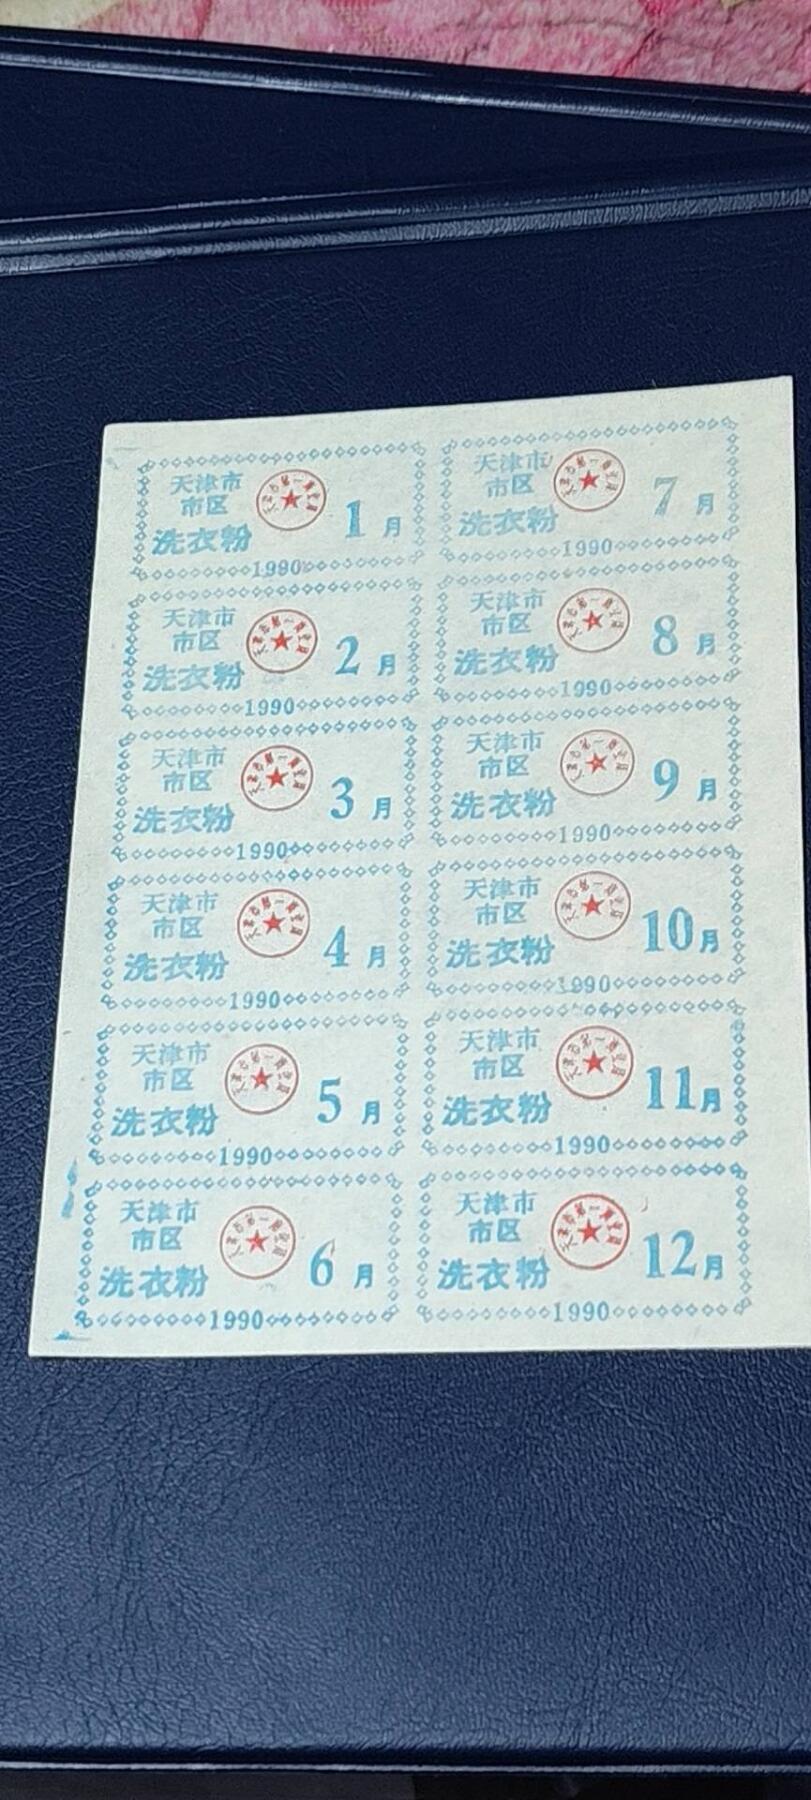 天津市
市区
洗衣粉
1月
1990
天津市
市区
洗衣粉
2月
1990
天津市
市区
洗衣粉
3月
1990
天津市
市区
洗衣粉
4月
1990
天津市
市区
洗衣粉
5月
1990
天津市
市区
洗衣粉
6月
1990
天津市
市区
洗衣粉
7月
1990
天津市
市区
洗衣粉
8月
1990
天津市
市区
洗衣粉
9月
1990
天津市
市区
洗衣粉
10月
1990
天津市
市区
洗衣粉
11月
1990
天津市
市区
洗衣粉
12月
1990